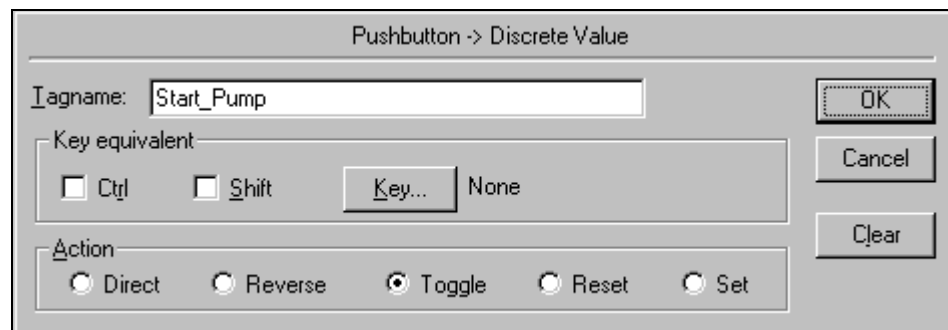 Pushbutton -> Discrete Value
Tagname: Start_Pump
OK
Key equivalent
Ctrl Shift Key... None
Cancel
Clear
Action
Direct Reverse Toggle Reset Set